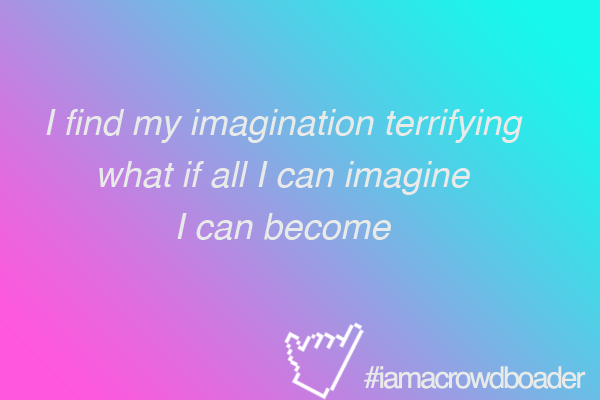 I find my imagination terrifying
what if all I can imagine
I can become
#iamacrowdboader